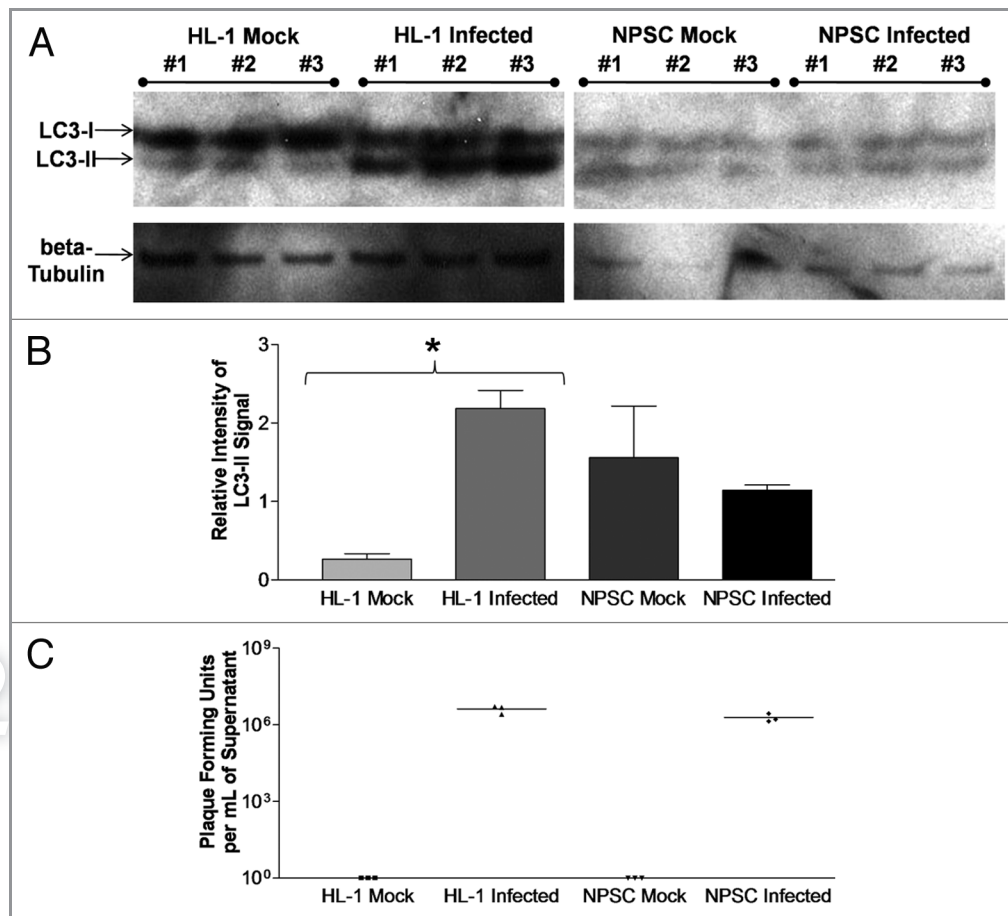 A
HL-1 Mock HL-1 Infected NPSC Mock NPSC Infected
#1 #2 #3 #1 #2 #3 #1 #2 #3 #1 #2 #3
LC3-I
LC3-II
beta-
Tubulin
B
Relative Intensity of
LC3-II Signal
3
*
2
1
0
HL-1 Mock HL-1 Infected NPSC Mock NPSC Infected
C
Plaque Forming Units
per mL of Supernatant
10⁹
10⁶
10³
10⁰
HL-1 Mock HL-1 Infected NPSC Mock NPSC Infected